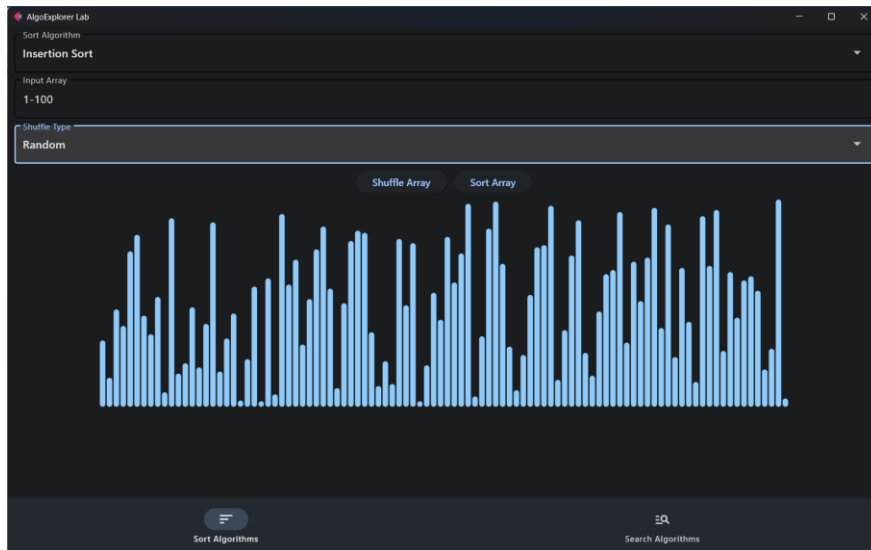 AlgoExplorer Lab
Sort Algorithm
Insertion Sort
Input Array
1-100
Shuffle Type
Random
Shuffle Array Sort Array
Sort Algorithms Search Algorithms